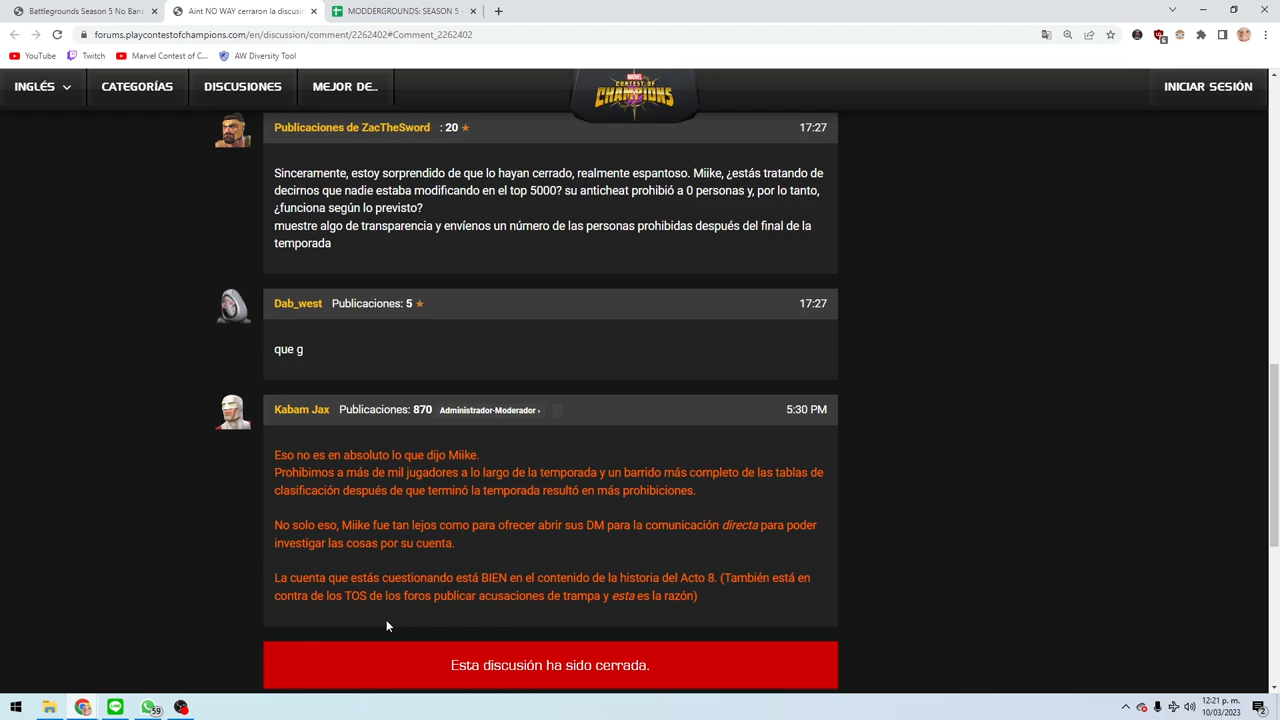 Battlegrounds Season 5 No Bans
Aint NO WAY cerraron la discusi
MODDERGROUNDS: SEASON 5
forums.playcontestofchampions.com/en/discussion/comment/2262402#Comment_2262402
YouTube Twitch Marvel Contest of C... AW Diversity Tool
INGLÉS CATEGORÍAS DISCUSIONES MEJOR DE... MARVEL CONTEST OF CHAMPIONS INICIAR SESIÓN
Publicaciones de ZacTheSword : 20 ★ 17:27
Sinceramente, estoy sorprendido de que lo hayan cerrado, realmente espantoso. Miike, ¿estás tratando de
decirnos que nadie estaba modificando en el top 5000? su anticheat prohibió a 0 personas y, por lo tanto,
¿funciona según lo previsto?
muestre algo de transparencia y envíenos un número de las personas prohibidas después del final de la
temporada
Dab_west Publicaciones: 5 ★ 17:27
que g
Kabam Jax Publicaciones: 870 Administrador-Moderador › 5:30 PM
Eso no es en absoluto lo que dijo Miike.
Prohibimos a más de mil jugadores a lo largo de la temporada y un barrido más completo de las tablas de
clasificación después de que terminó la temporada resultó en más prohibiciones.
No solo eso, Miike fue tan lejos como para ofrecer abrir sus DM para la comunicación directa para poder
investigar las cosas por su cuenta.
La cuenta que estás cuestionando está BIEN en el contenido de la historia del Acto 8. (También está en
contra de los TOS de los foros publicar acusaciones de trampa y esta es la razón)
Esta discusión ha sido cerrada.
59
12:21 p. m.
10/03/2023
2